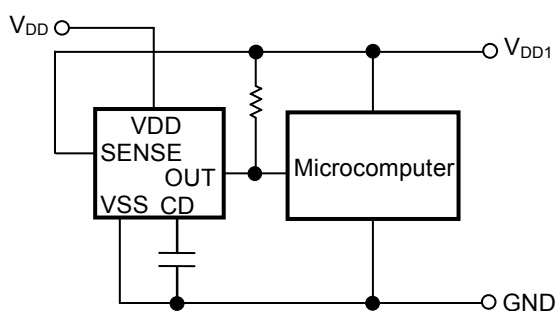 VDD
VDD1
VDD
SENSE
OUT
VSS CD
Microcomputer
GND